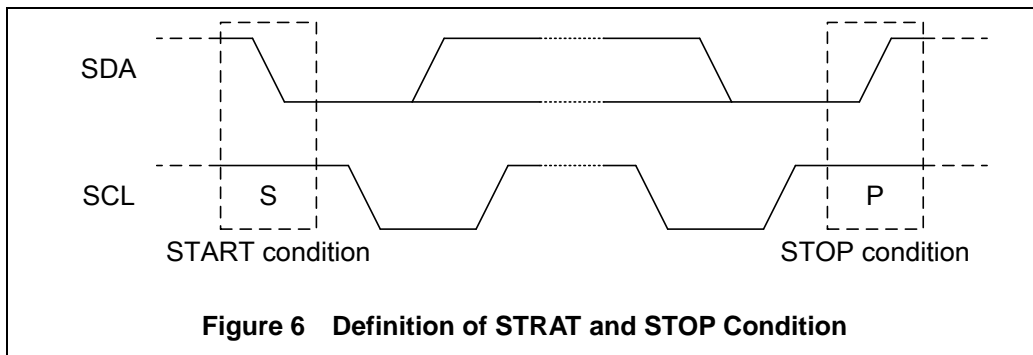 SDA
SCL
S
P
START condition
STOP condition
Figure 6 Definition of STRAT and STOP Condition